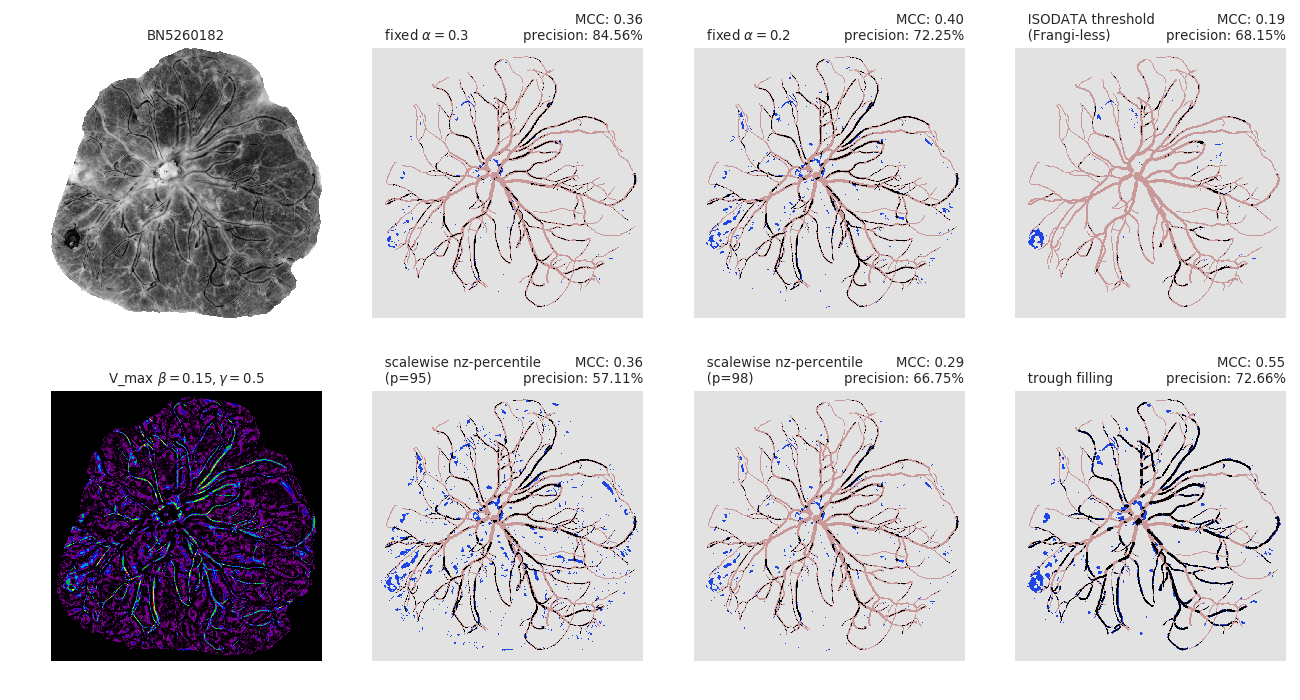 BN5260182
fixed α = 0.3
MCC: 0.36
precision: 84.56%
fixed α = 0.2
MCC: 0.40
precision: 72.25%
ISODATA threshold
(Frangi-less)
MCC: 0.19
precision: 68.15%
V_max β = 0.15, γ = 0.5
scalewise nz-percentile
(p=95)
MCC: 0.36
precision: 57.11%
scalewise nz-percentile
(p=98)
MCC: 0.29
precision: 66.75%
trough filling
MCC: 0.55
precision: 72.66%